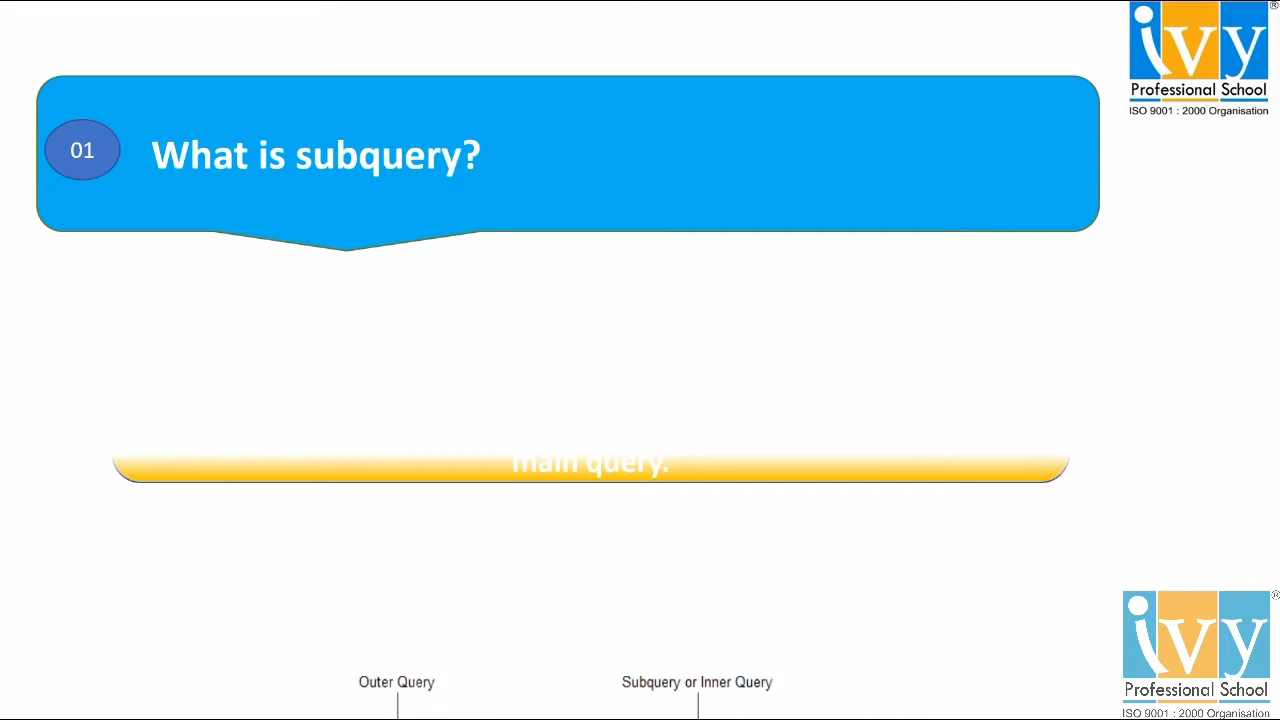 ivy
®
Professional School
ISO 9001 : 2000 Organisation
01
What is subquery?
main query.
ivy
®
Professional School
ISO 9001 : 2000 Organisation
Outer Query
Subquery or Inner Query